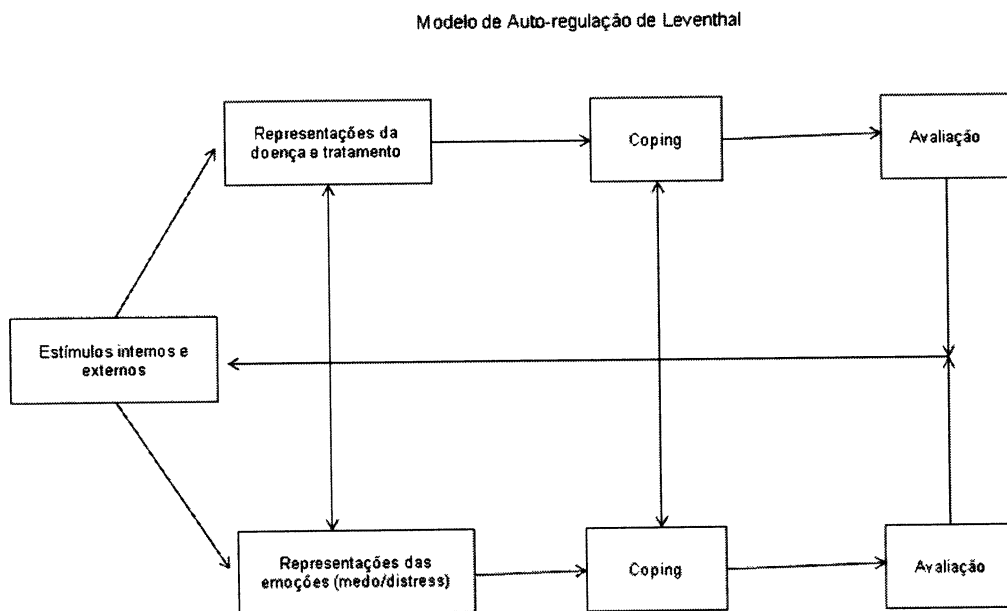 Modelo de Auto-regulação de Leventhal
Representações da
doença e tratamento
Coping
Avaliação
Estímulos internos e
externos
Representações das
emoções (medo/distress)
Coping
Avaliação